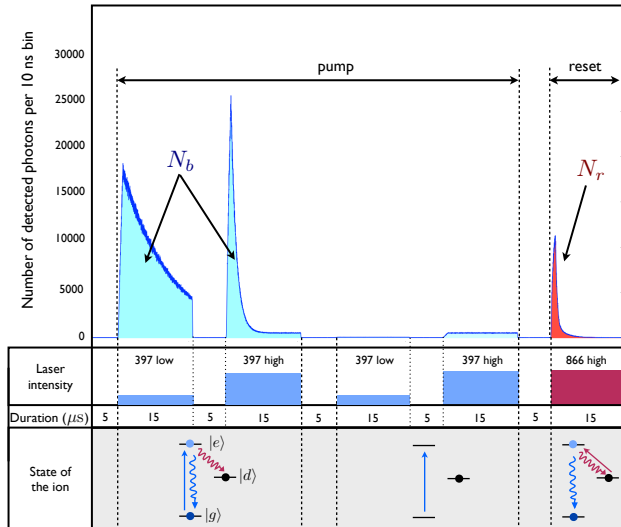 Number of detected photons per 10 ns bin
30000
25000
20000
15000
10000
5000
0
pump
reset
N_b
N_r
Laser intensity
397 low
397 high
397 low
397 high
866 high
Duration (μs)
5
15
5
15
5
15
5
15
5
15
State of
the ion
|e⟩
|d⟩
|g⟩